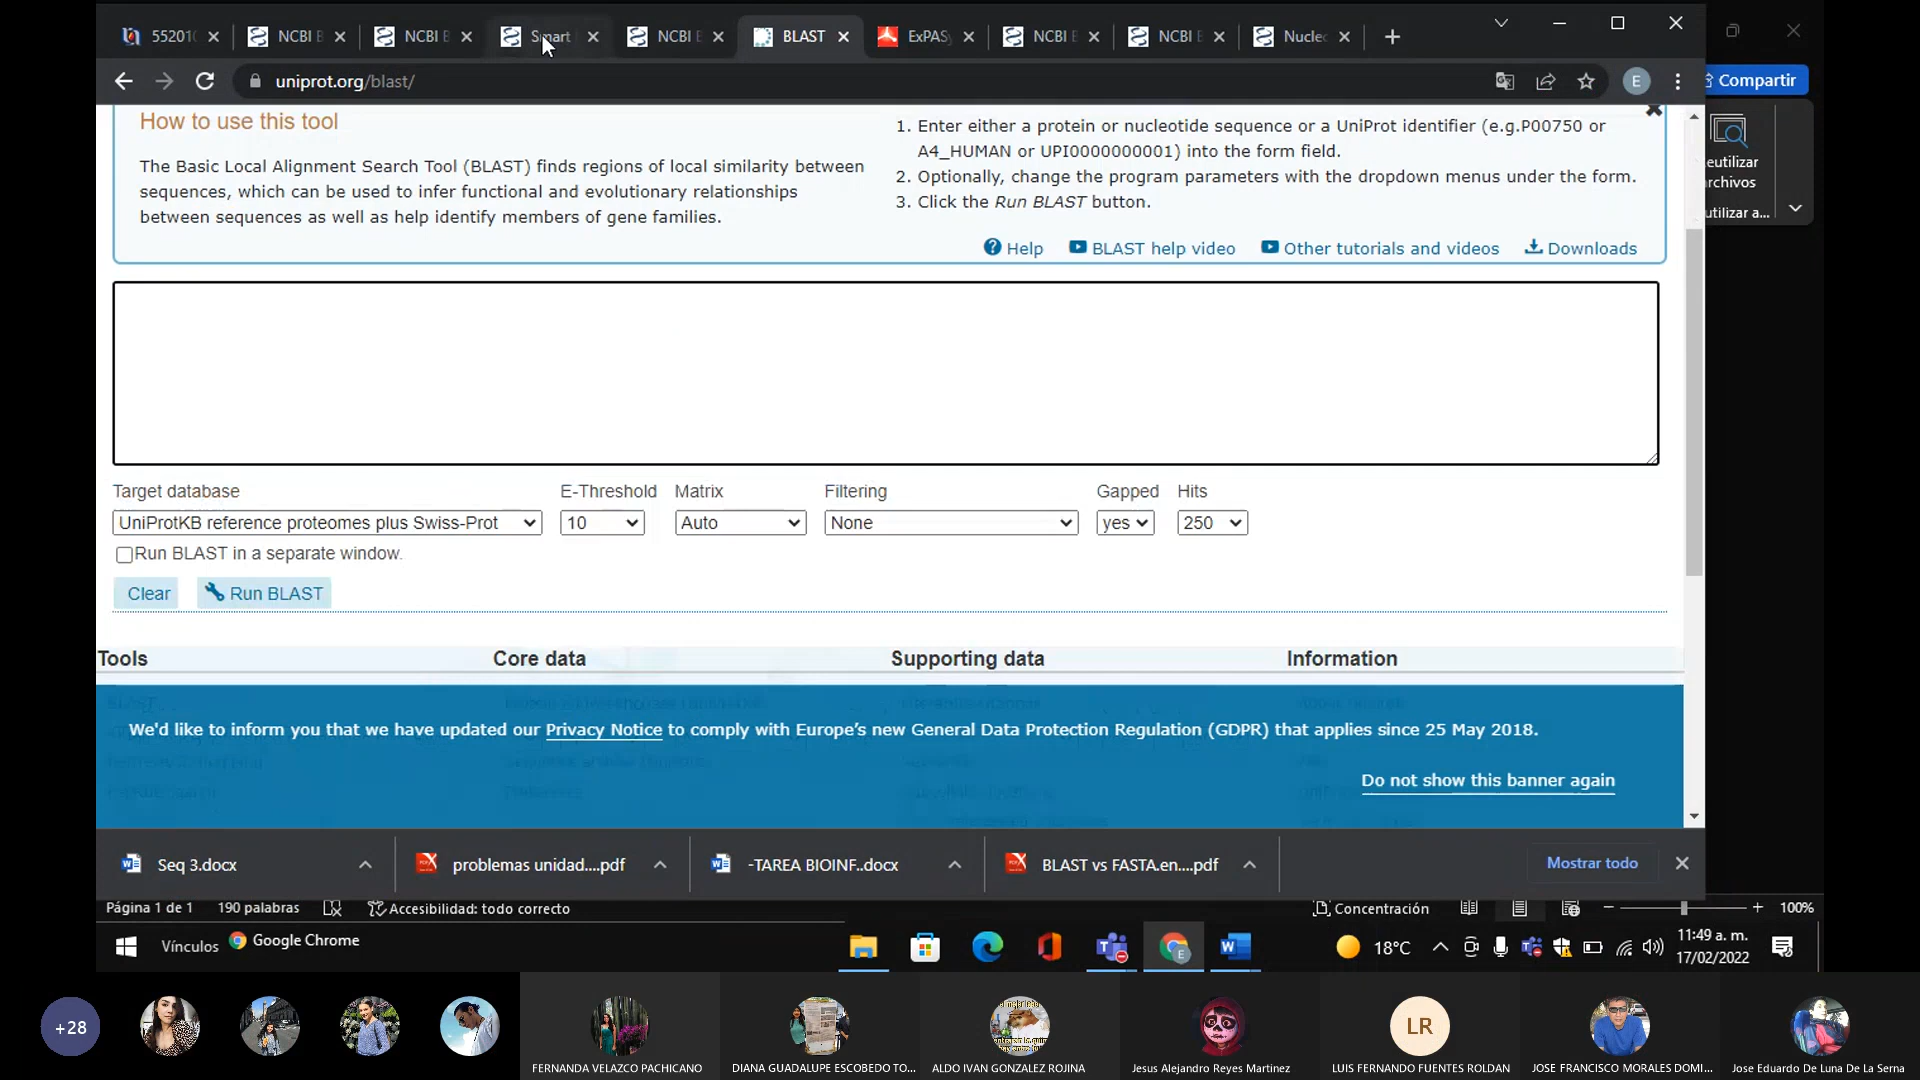 55201
NCBI
NCBI
Smart
NCBI
BLAST
ExPAS
NCBI
NCBI
Nucle
uniprot.org/blast/
E
Compartir
How to use this tool
The Basic Local Alignment Search Tool (BLAST) finds regions of local similarity between
sequences, which can be used to infer functional and evolutionary relationships
between sequences as well as help identify members of gene families.
1. Enter either a protein or nucleotide sequence or a UniProt identifier (e.g.P00750 or
A4_HUMAN or UPI0000000001) into the form field.
2. Optionally, change the program parameters with the dropdown menus under the form.
3. Click the Run BLAST button.
Help BLAST help video Other tutorials and videos Downloads
eutilizar
rchivos
utilizar a...
Target database E-Threshold Matrix Filtering Gapped Hits
UniProtKB reference proteomes plus Swiss-Prot 10 Auto None yes 250
Run BLAST in a separate window.
Clear Run BLAST
Tools Core data Supporting data Information
We'd like to inform you that we have updated our Privacy Notice to comply with Europe's new General Data Protection Regulation (GDPR) that applies since 25 May 2018.
Do not show this banner again
Seq 3.docx
problemas unidad....pdf
-TAREA BIOINF..docx
BLAST vs FASTA.en....pdf
Mostrar todo
Página 1 de 1 190 palabras Accesibilidad: todo correcto Concentración 100%
Vínculos Google Chrome
18°C
11:49 a. m.
17/02/2022
+28
LR
FERNANDA VELAZCO PACHICANO
DIANA GUADALUPE ESCOBEDO TO...
ALDO IVAN GONZALEZ ROJINA
Jesus Alejandro Reyes Martinez
LUIS FERNANDO FUENTES ROLDAN
JOSE FRANCISCO MORALES DOMI...
Jose Eduardo De Luna De La Serna